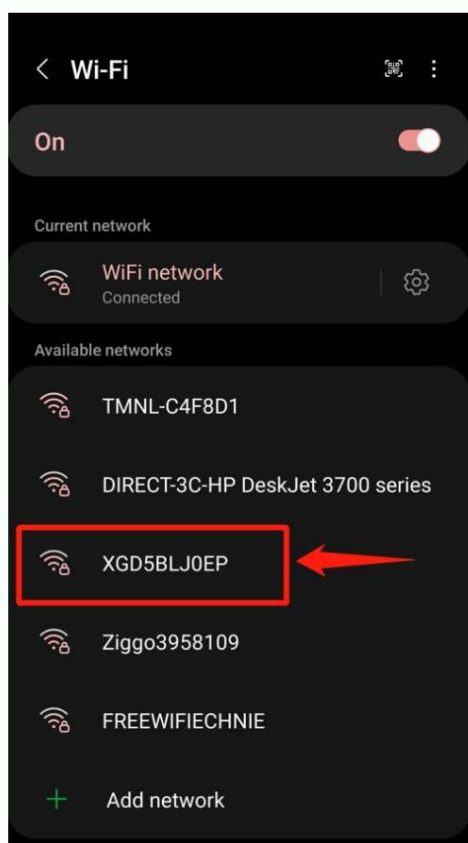 Wi-Fi
On
Current network
WiFi network
Connected
Available networks
TMNL-C4F8D1
DIRECT-3C-HP DeskJet 3700 series
XGD5BLJ0EP
Ziggo3958109
FREEWIFIECHNIE
Add network